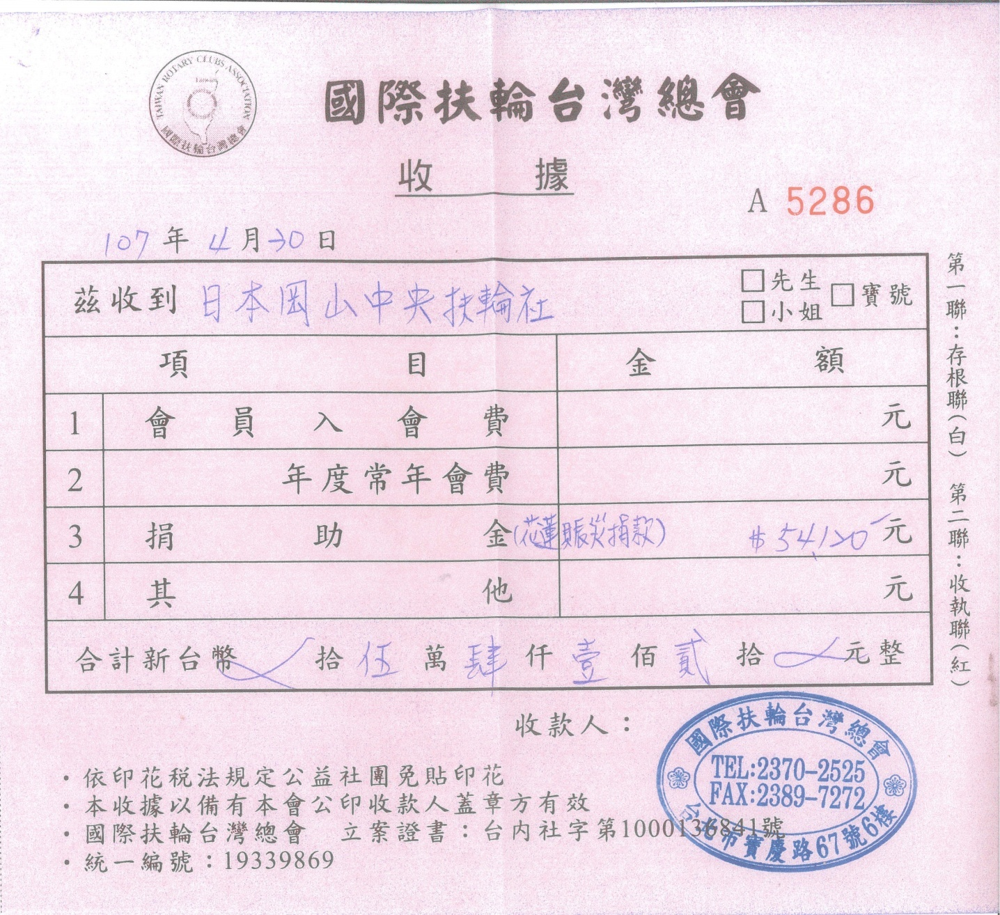 TAIWAN ROTARY CLUBS ASSOCIATION
國際扶輪台灣總會
國際扶輪台灣總會
收 據
A 5286
107 年 4 月 30 日
茲收到 日本岡山中央扶輪社 □先生 □小姐 □寶號
項 目 金 額
1 會員入會費 元
2 年度常年會費 元
3 捐助金 (花蓮賑災捐款) $54,120 元
4 其他 元
合計新台幣 拾 伍 萬 肆 仟 壹 佰 貳 拾 元整
第一聯：存根聯(白) 第二聯：收執聯(紅)
收款人：
國際扶輪台灣總會
TEL:2370-2525
FAX:2389-7272
台北市寶慶路67號6樓
・依印花稅法規定公益社團免貼印花
・本收據以備有本會公印收款人蓋章方有效
・國際扶輪台灣總會 立案證書：台內社字第1000136841號
・統一編號：19339869